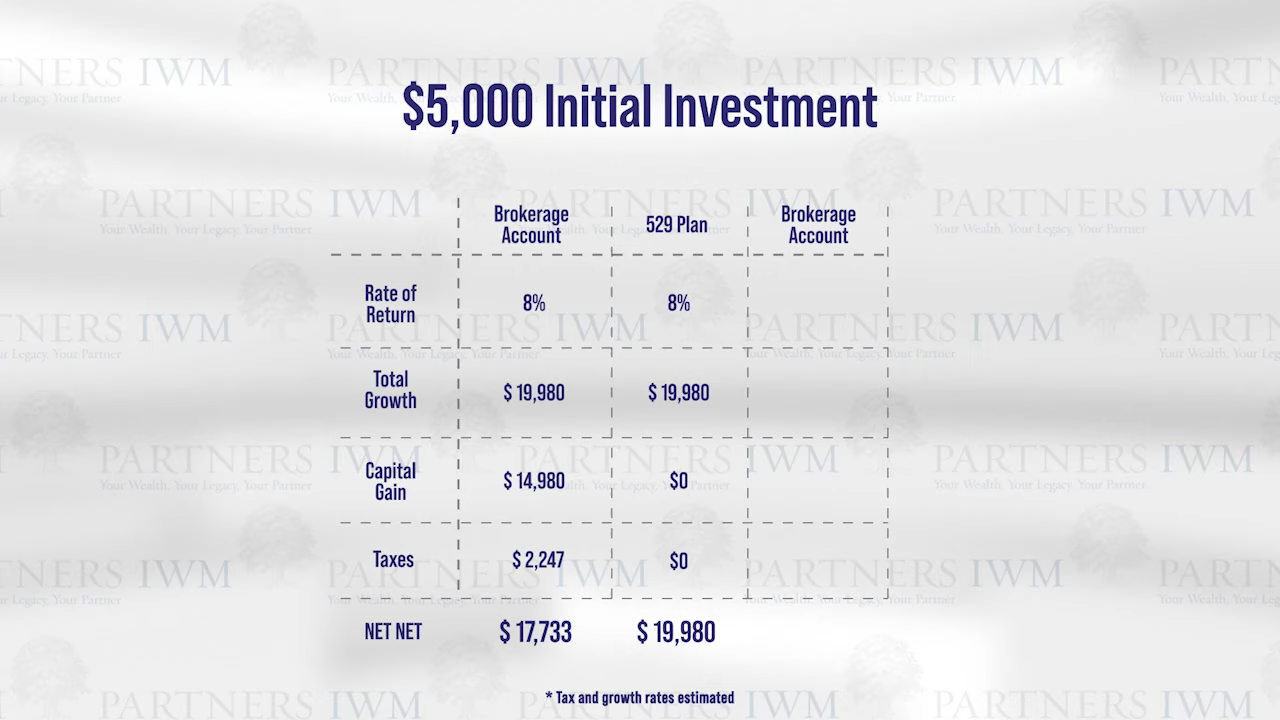 $5,000 Initial Investment
Brokerage Account
529 Plan
Brokerage Account
Rate of Return
8%
8%
Total Growth
$ 19,980
$ 19,980
Capital Gain
$ 14,980
$0
Taxes
$ 2,247
$0
NET NET
$ 17,733
$ 19,980
* Tax and growth rates estimated
PARTNERS IWM
Your Wealth, Your Legacy, Your Partner